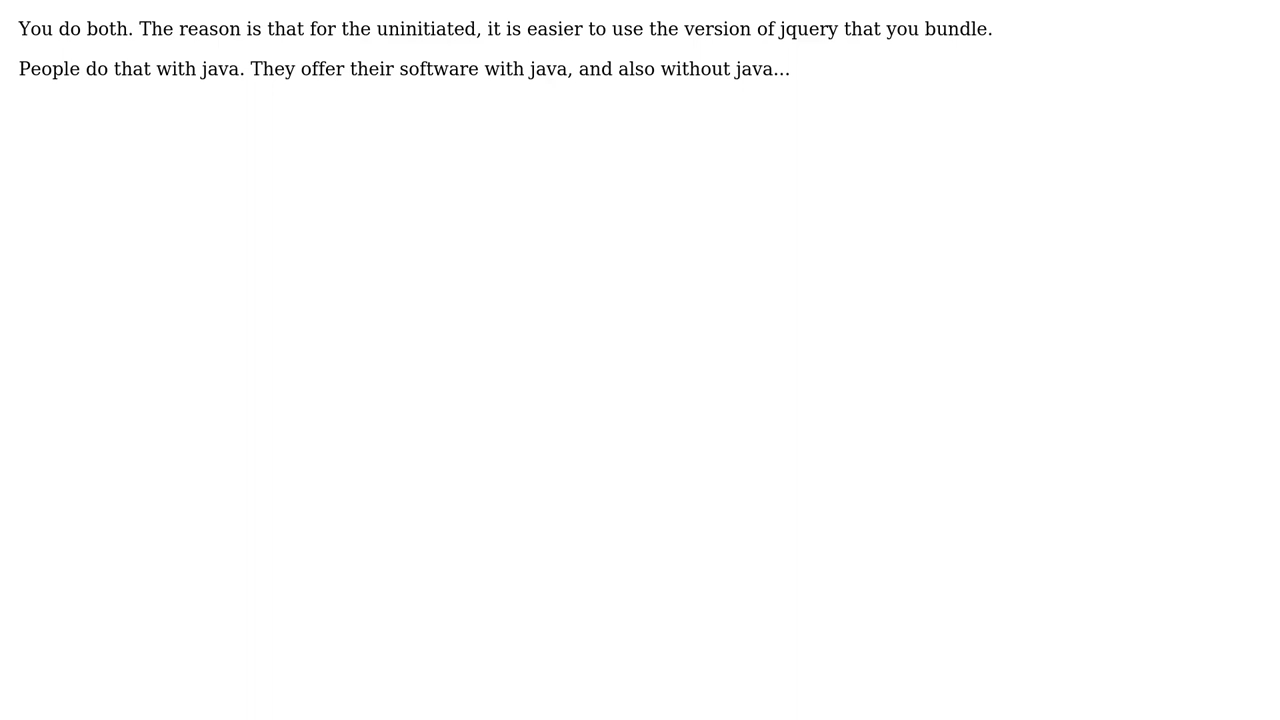 You do both. The reason is that for the uninitiated, it is easier to use the version of jquery that you bundle.
People do that with java. They offer their software with java, and also without java...